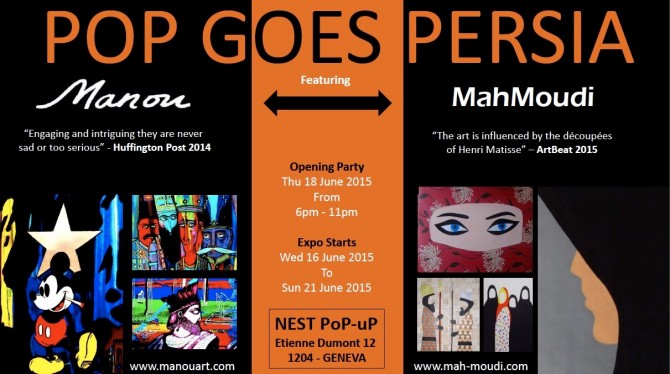 POP GOES PERSIA
Manou
"Engaging and intriguing they are never
sad or too serious" - Huffington Post 2014
www.manouart.com
Featuring
Opening Party
Thu 18 June 2015
From
6pm - 11pm
Expo Starts
Wed 16 June 2015
To
Sun 21 June 2015
NEST PoP-uP
Etienne Dumont 12
1204 - GENEVA
MahMoudi
"The art is influenced by the découpées
of Henri Matisse" – ArtBeat 2015
www.mah-moudi.com